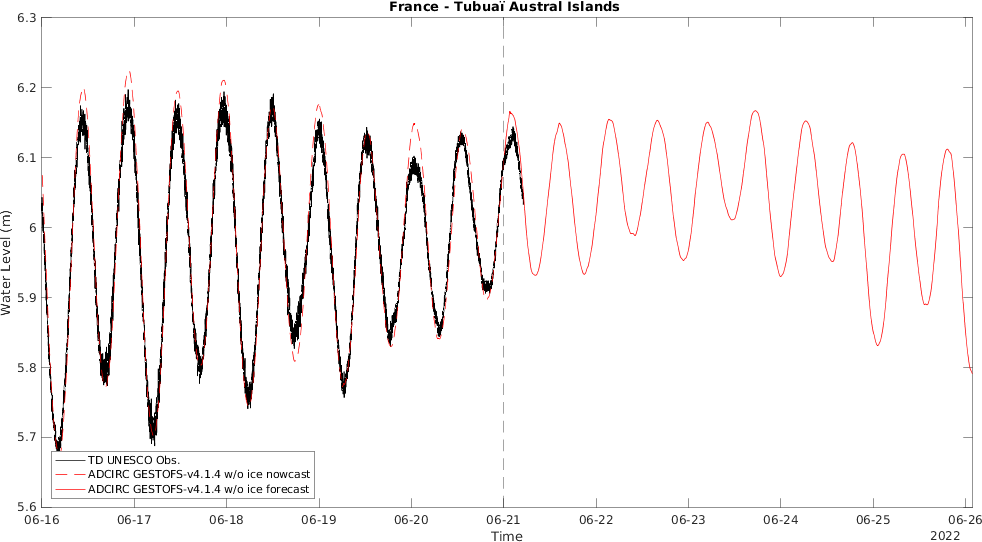 France - Tubuaï Austral Islands
6.3
6.2
6.1
6
5.9
5.8
5.7
5.6
Water Level (m)
TD UNESCO Obs.
ADCIRC GESTOFS-v4.1.4 w/o ice nowcast
ADCIRC GESTOFS-v4.1.4 w/o ice forecast
06-16 06-17 06-18 06-19 06-20 06-21 06-22 06-23 06-24 06-25 06-26
Time
2022